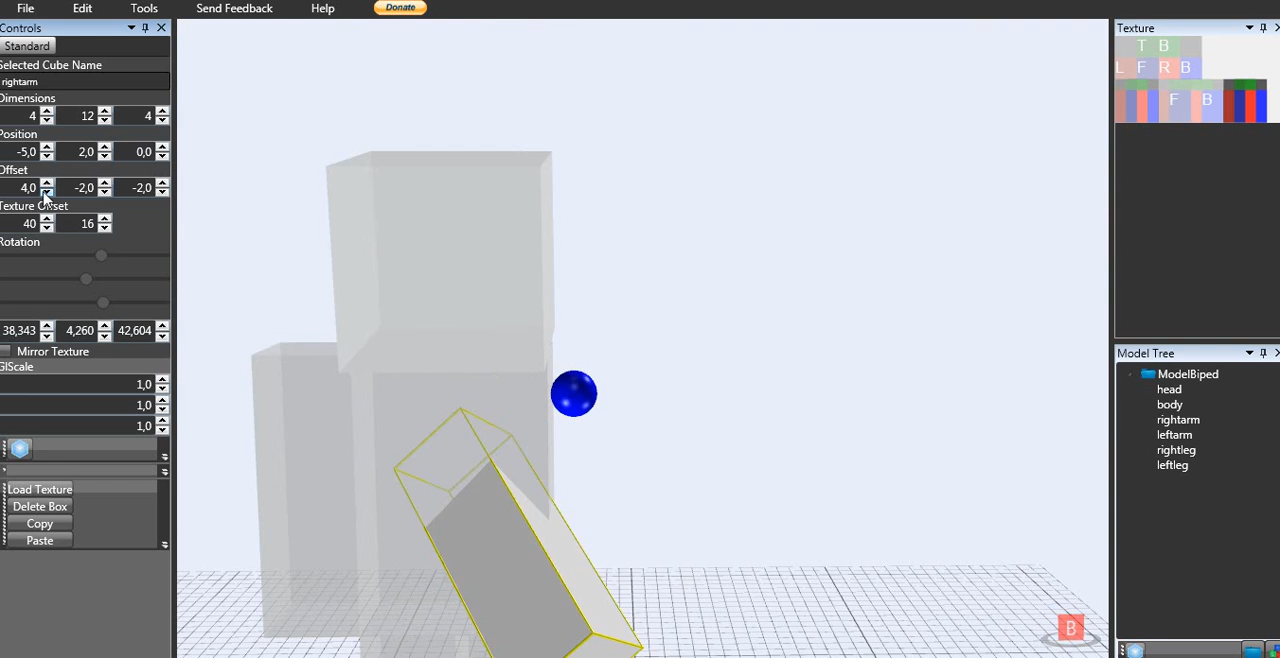 File Edit Tools Send Feedback Help Donate
Controls
Standard
Selected Cube Name
rightarm
Dimensions
4 12 4
Position
-5,0 2,0 0,0
Offset
4,0 -2,0 -2,0
Texture Offset
40 16
Rotation
38,343 4,260 42,604
Mirror Texture
GlScale
1,0
1,0
1,0
Load Texture
Delete Box
Copy
Paste
B
Texture
T B
L F R B
F B
Model Tree
ModelBiped
head
body
rightarm
leftarm
rightleg
leftleg